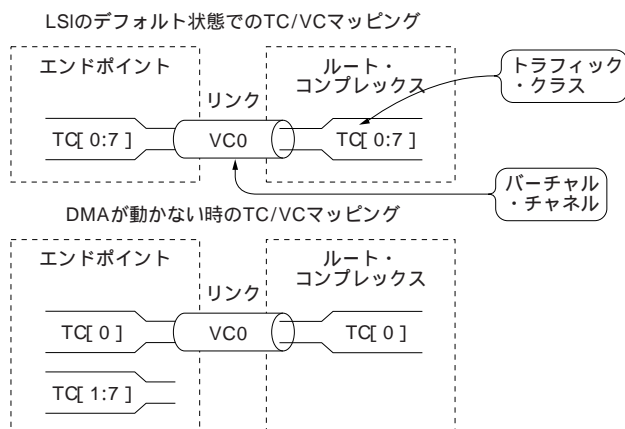 LSIのデフォルト状態でのTC/VCマッピング
エンドポイント
ルート・
コンプレックス
リンク
トラフィック
・クラス
TC[ 0:7 ]
VC0
TC[ 0:7 ]
バーチャル
・チャネル
DMAが動かない時のTC/VCマッピング
エンドポイント
ルート・
コンプレックス
リンク
TC[ 0 ]
VC0
TC[ 0 ]
TC[ 1:7 ]